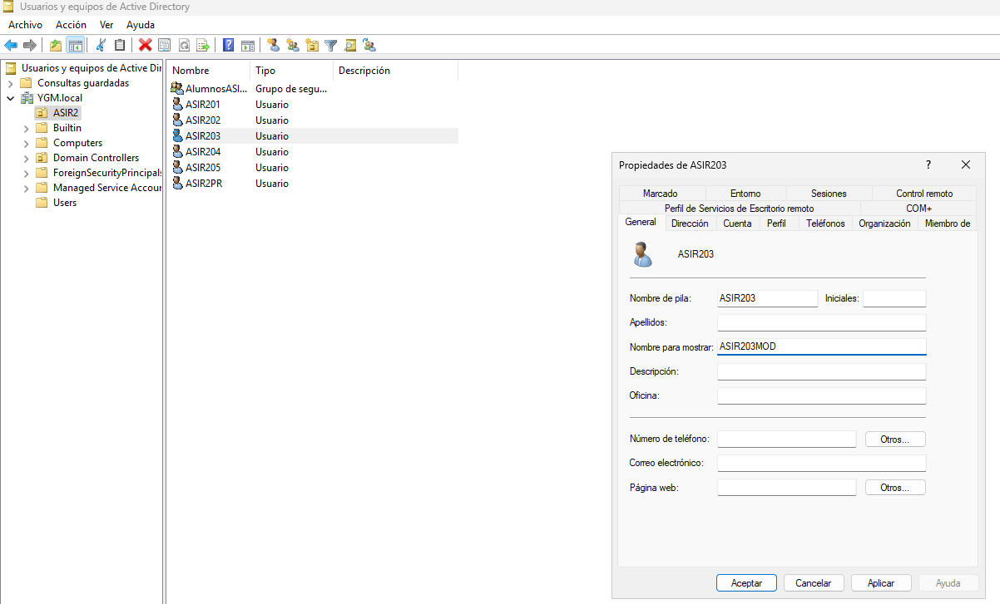 Usuarios y equipos de Active Directory
Archivo Acción Ver Ayuda
Usuarios y equipos de Active Dir
Consultas guardadas
YGM.local
ASIR2
Builtin
Computers
Domain Controllers
ForeignSecurityPrincipals
Managed Service Accour
Users
Nombre Tipo Descripción
AlumnosASI... Grupo de segu...
ASIR201 Usuario
ASIR202 Usuario
ASIR203 Usuario
ASIR204 Usuario
ASIR205 Usuario
ASIR2PR Usuario
Propiedades de ASIR203 ?
Marcado Entorno Sesiones Control remoto
Perfil de Servicios de Escritorio remoto COM+
General Dirección Cuenta Perfil Teléfonos Organización Miembro de
ASIR203
Nombre de pila: ASIR203 Iniciales:
Apellidos:
Nombre para mostrar: ASIR203MOD
Descripción:
Oficina:
Número de teléfono: Otros...
Correo electrónico:
Página web: Otros...
Aceptar Cancelar Aplicar Ayuda